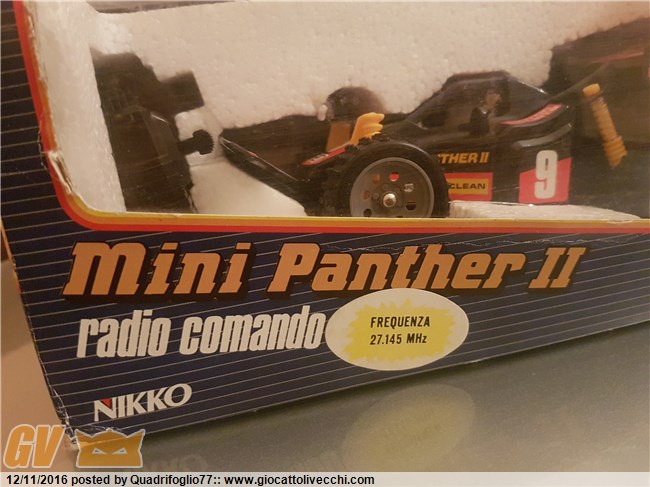 THER II
CLEAN
9
Mini Panther II
radio comando
FREQUENZA
27.145 MHz
NIKKO
GV
12/11/2016 posted by Quadrifoglio77:: www.giocattolivecchi.com